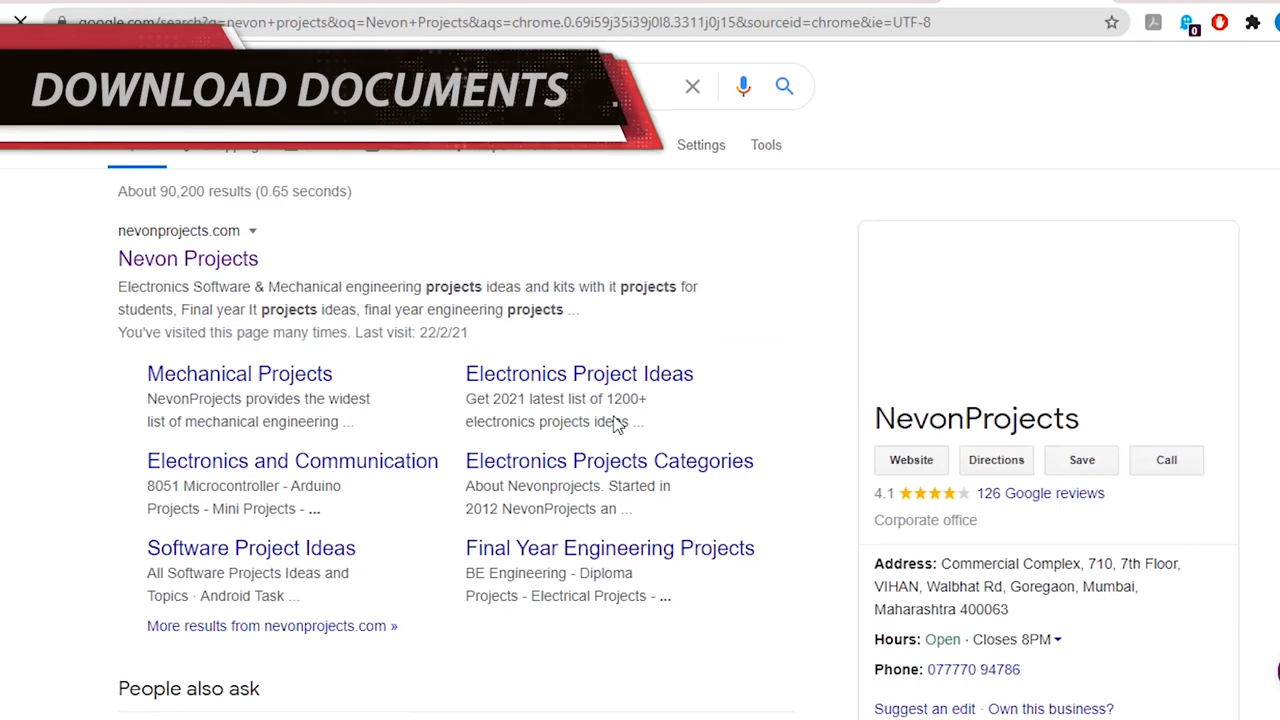 google.com/search?q=nevon+projects&oq=Nevon+Projects&aqs=chrome.0.69i59j35i39j0l8.3311j0j15&sourceid=chrome&ie=UTF-8
0
DOWNLOAD DOCUMENTS .
Settings
Tools
About 90,200 results (0.65 seconds)
nevonprojects.com
Nevon Projects
Electronics Software & Mechanical engineering projects ideas and kits with it projects for
students, Final year It projects ideas, final year engineering projects ...
You've visited this page many times. Last visit: 22/2/21
Mechanical Projects
NevonProjects provides the widest
list of mechanical engineering ...
Electronics Project Ideas
Get 2021 latest list of 1200+
electronics projects ideas ...
Electronics and Communication
8051 Microcontroller - Arduino
Projects - Mini Projects - ...
Electronics Projects Categories
About Nevonprojects. Started in
2012 NevonProjects an ...
Software Project Ideas
All Software Projects Ideas and
Topics · Android Task ...
Final Year Engineering Projects
BE Engineering - Diploma
Projects - Electrical Projects - ...
More results from nevonprojects.com »
People also ask
NevonProjects
Website
Directions
Save
Call
4.1 126 Google reviews
Corporate office
Address: Commercial Complex, 710, 7th Floor,
VIHAN, Walbhat Rd, Goregaon, Mumbai,
Maharashtra 400063
Hours: Open · Closes 8PM
Phone: 077770 94786
Suggest an edit · Own this business?